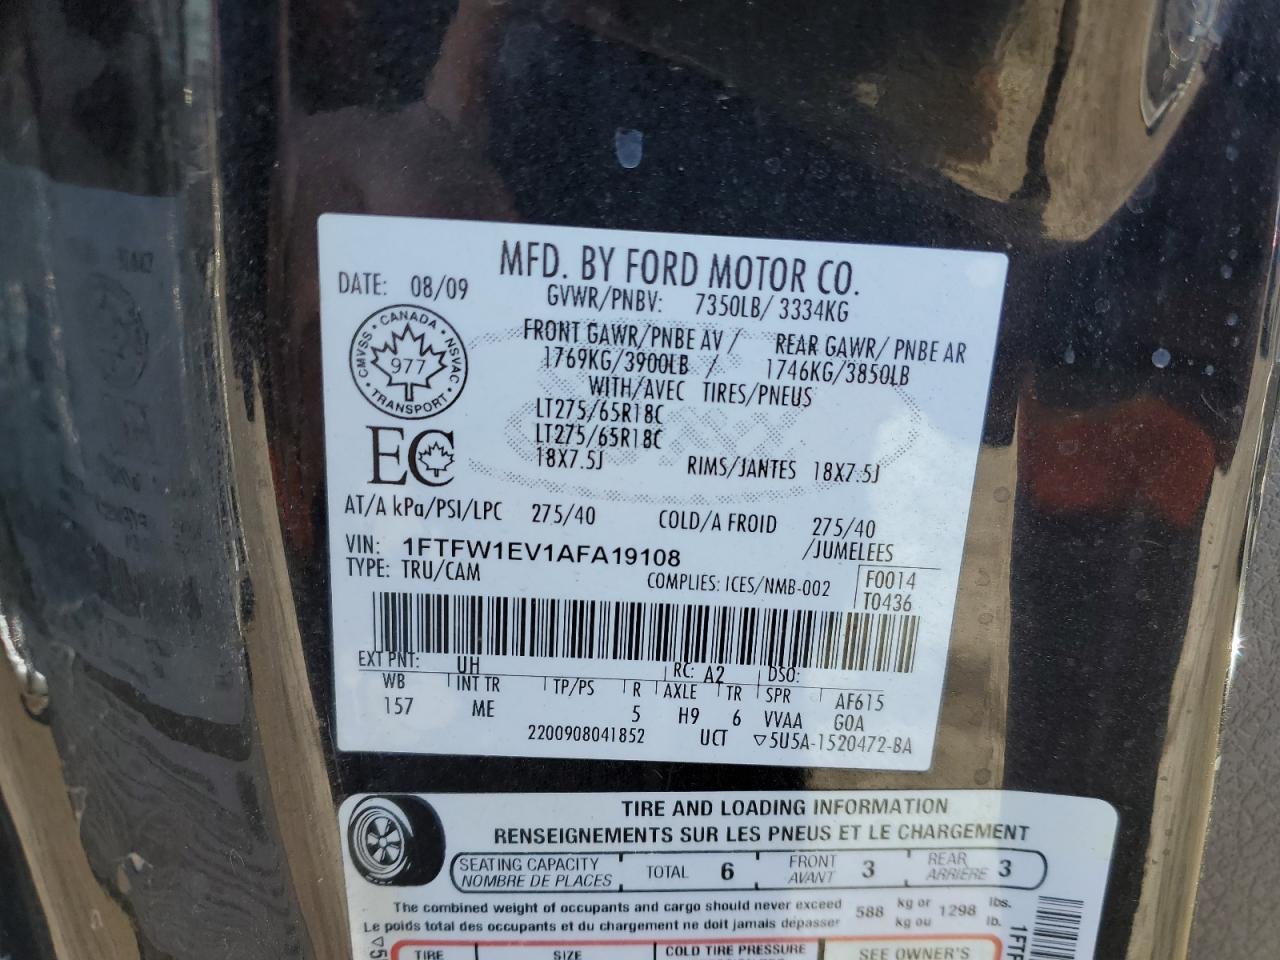 MFD. BY FORD MOTOR CO.
DATE: 08/09
GVWR/PNBV: 7350LB/ 3334KG
FRONT GAWR/PNBE AV / REAR GAWR/ PNBE AR
1769KG/3900LB / 1746KG/3850LB
WITH/AVEC TIRES/PNEUS
LT275/65R18C
LT275/65R18C
18X7.5J RIMS/JANTES 18X7.5J
CMVSS • CANADA • NSVAC • TRANSPORT •
977
EC
AT/A kPa/PSI/LPC 275/40 COLD/A FROID 275/40
VIN: 1FTFW1EV1AFA19108 /JUMELEES
TYPE: TRU/CAM COMPLIES: ICES/NMB-002 F0014
T0436
EXT PNT: UH RC: A2 DSO:
WB INT TR TP/PS R AXLE TR SPR AF615
157 ME 5 H9 6 VVAA G0A
2200908041852 UCT ▽5U5A-1520472-BA
TIRE AND LOADING INFORMATION
RENSEIGNEMENTS SUR LES PNEUS ET LE CHARGEMENT
SEATING CAPACITY TOTAL 6 FRONT 3 REAR 3
NOMBRE DE PLACES AVANT ARRIÈRE
The combined weight of occupants and cargo should never exceed 588 kg or 1298 lbs.
Le poids total des occupants et du chargement ne doit jamais dépasser kg ou lb.
TIRE SIZE COLD TIRE PRESSURE SEE OWNER'S
▽5U
1FTF